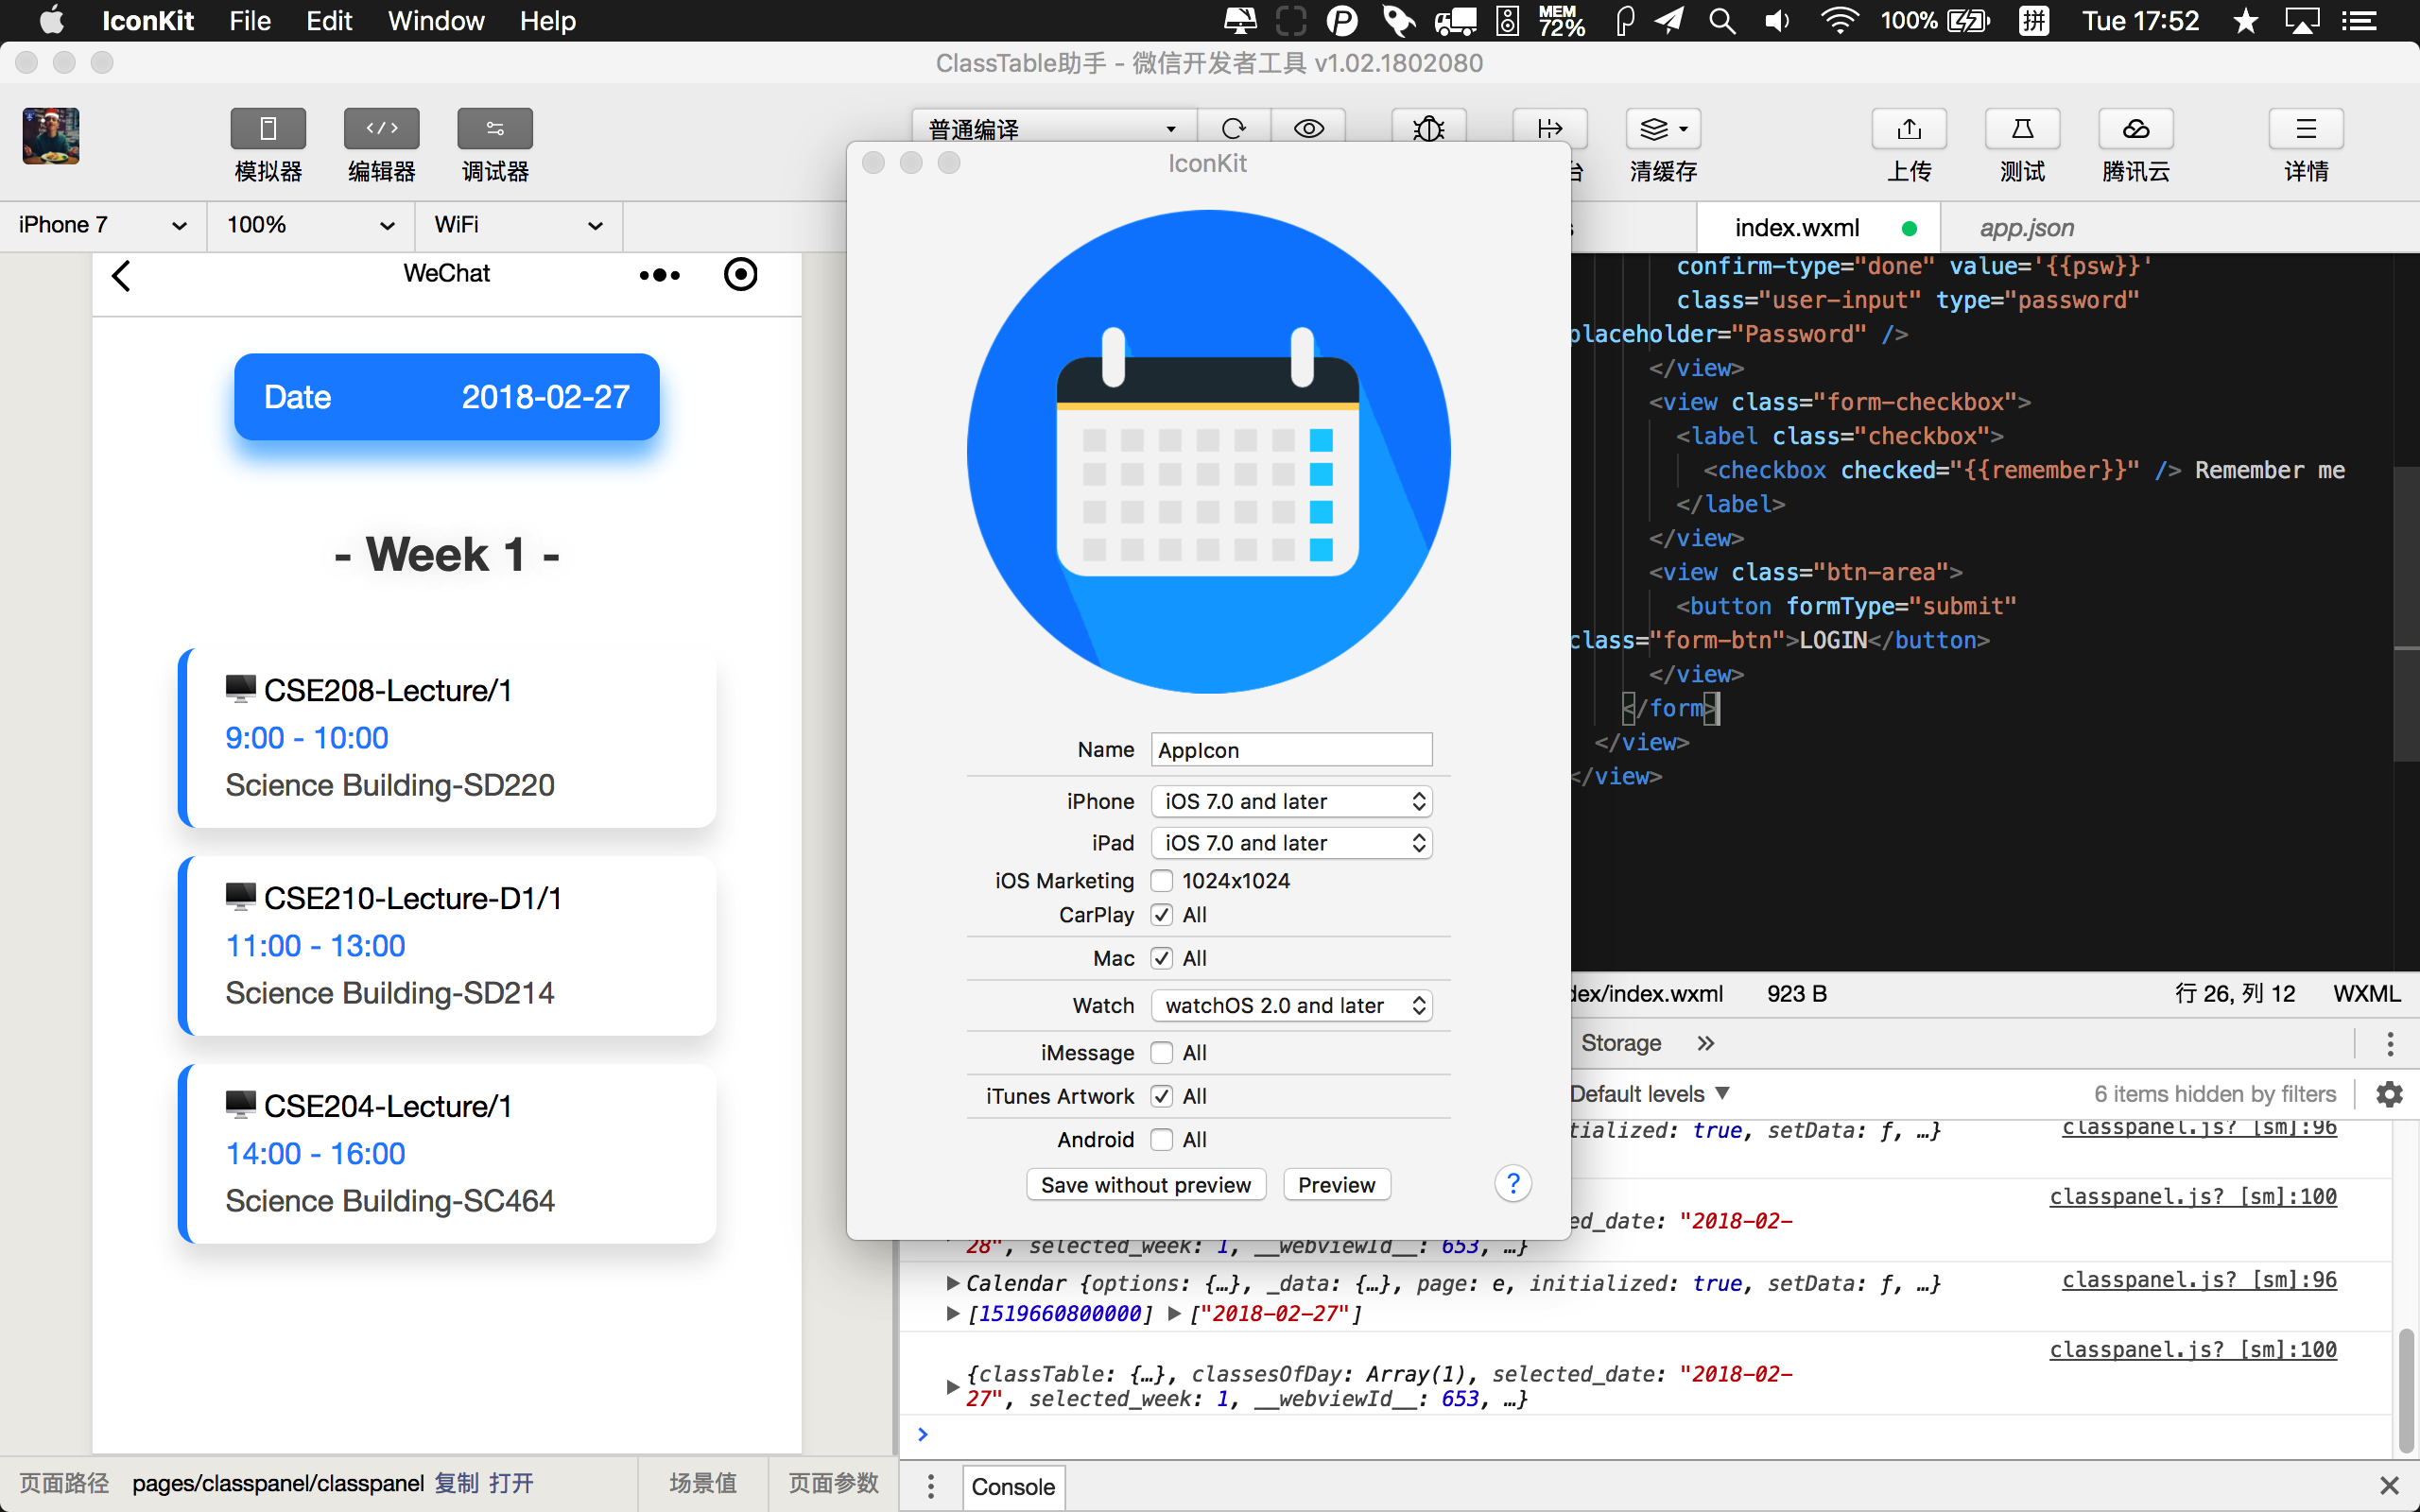 IconKit File Edit Window Help MEM 72% 100% 拼 Tue 17:52
ClassTable助手 - 微信开发者工具 v1.02.1802080
模拟器 编辑器 调试器 普通编译 台 清缓存 上传 测试 腾讯云 详情
iPhone 7 100% WiFi
WeChat
Date 2018-02-27
- Week 1 -
CSE208-Lecture/1
9:00 - 10:00
Science Building-SD220
CSE210-Lecture-D1/1
11:00 - 13:00
Science Building-SD214
CSE204-Lecture/1
14:00 - 16:00
Science Building-SC464
页面路径 pages/classpanel/classpanel 复制 打开 场景值 页面参数
IconKit
Name AppIcon
iPhone iOS 7.0 and later
iPad iOS 7.0 and later
iOS Marketing 1024x1024
CarPlay All
Mac All
Watch watchOS 2.0 and later
iMessage All
iTunes Artwork All
Android All
Save without preview Preview ?
s index.wxml app.json
confirm-type="done" value='{{psw}}'
class="user-input" type="password"
placeholder="Password" />
</view>
<view class="form-checkbox">
<label class="checkbox">
<checkbox checked="{{remember}}" /> Remember me
</label>
</view>
<view class="btn-area">
<button formType="submit"
class="form-btn">LOGIN</button>
</view>
</form>
</view>
</view>
dex/index.wxml 923 B 行 26, 列 12 WXML
Storage »
Default levels ▼ 6 items hidden by filters
tialized: true, setData: ƒ, …} classpanel.js? [sm]:96
classpanel.js? [sm]:100
ed_date: "2018-02-
28", selected_week: 1, __webviewId__: 653, …}
▶ Calendar {options: {…}, _data: {…}, page: e, initialized: true, setData: ƒ, …} classpanel.js? [sm]:96
▶ [1519660800000] ▶ ["2018-02-27"]
classpanel.js? [sm]:100
▶ {classTable: {…}, classesOfDay: Array(1), selected_date: "2018-02-
27", selected_week: 1, __webviewId__: 653, …}
>
Console